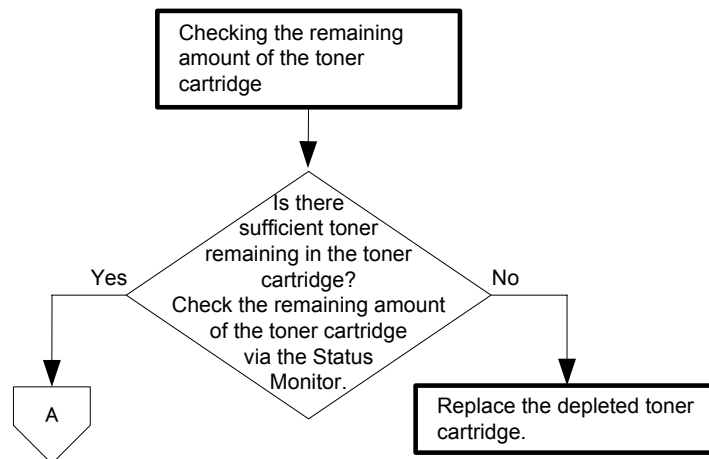 Checking the remaining
amount of the toner
cartridge
Is there
sufficient toner
remaining in the toner
cartridge?
Check the remaining amount
of the toner cartridge
via the Status
Monitor.
Yes
No
A
Replace the depleted toner
cartridge.